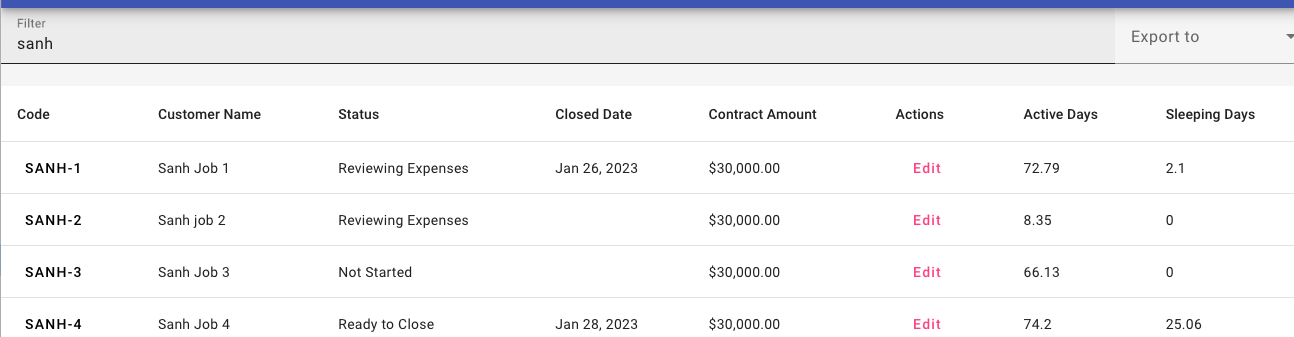 Filter
sanh
Export to
Code Customer Name Status Closed Date Contract Amount Actions Active Days Sleeping Days
SANH-1 Sanh Job 1 Reviewing Expenses Jan 26, 2023 $30,000.00 Edit 72.79 2.1
SANH-2 Sanh job 2 Reviewing Expenses $30,000.00 Edit 8.35 0
SANH-3 Sanh Job 3 Not Started $30,000.00 Edit 66.13 0
SANH-4 Sanh Job 4 Ready to Close Jan 28, 2023 $30,000.00 Edit 74.2 25.06